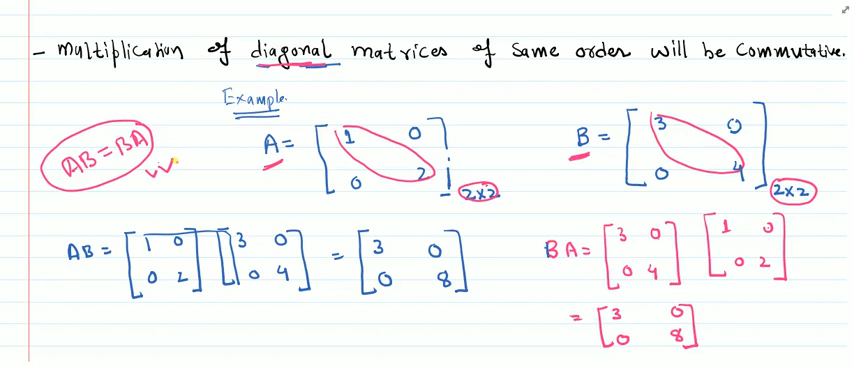 - Multiplication of diagonal matrices of same order will be commutative.
Example.
AB = BA
A = [ 1 0
0 2 ] 2x2
B = [ 3 0
0 4 ] 2x2
AB = [ 1 0 [ 3 0 = [ 3 0
0 2 ] 0 4 ] 0 8 ]
BA = [ 3 0 [ 1 0
0 4 ] 0 2 ]
= [ 3 0
0 8 ]